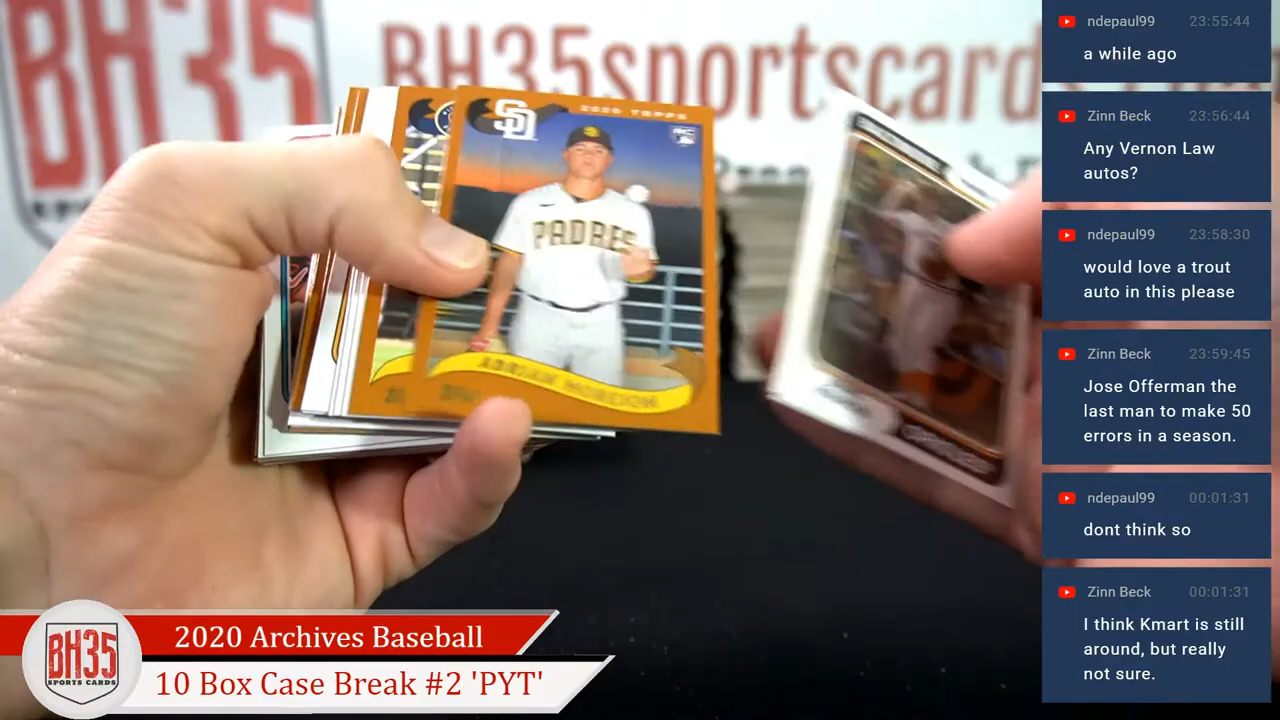 BH35
BH35sportscard
SD
2020 TOPPS
RC
PADRES
ADRIAN MOREJON
ndepaul99 23:55:44
a while ago
Zinn Beck 23:56:44
Any Vernon Law
autos?
ndepaul99 23:58:30
would love a trout
auto in this please
Zinn Beck 23:59:45
Jose Offerman the
last man to make 50
errors in a season.
ndepaul99 00:01:31
dont think so
Zinn Beck 00:01:31
I think Kmart is still
around, but really
not sure.
BH35
SPORTS CARDS
2020 Archives Baseball
10 Box Case Break #2 'PYT'